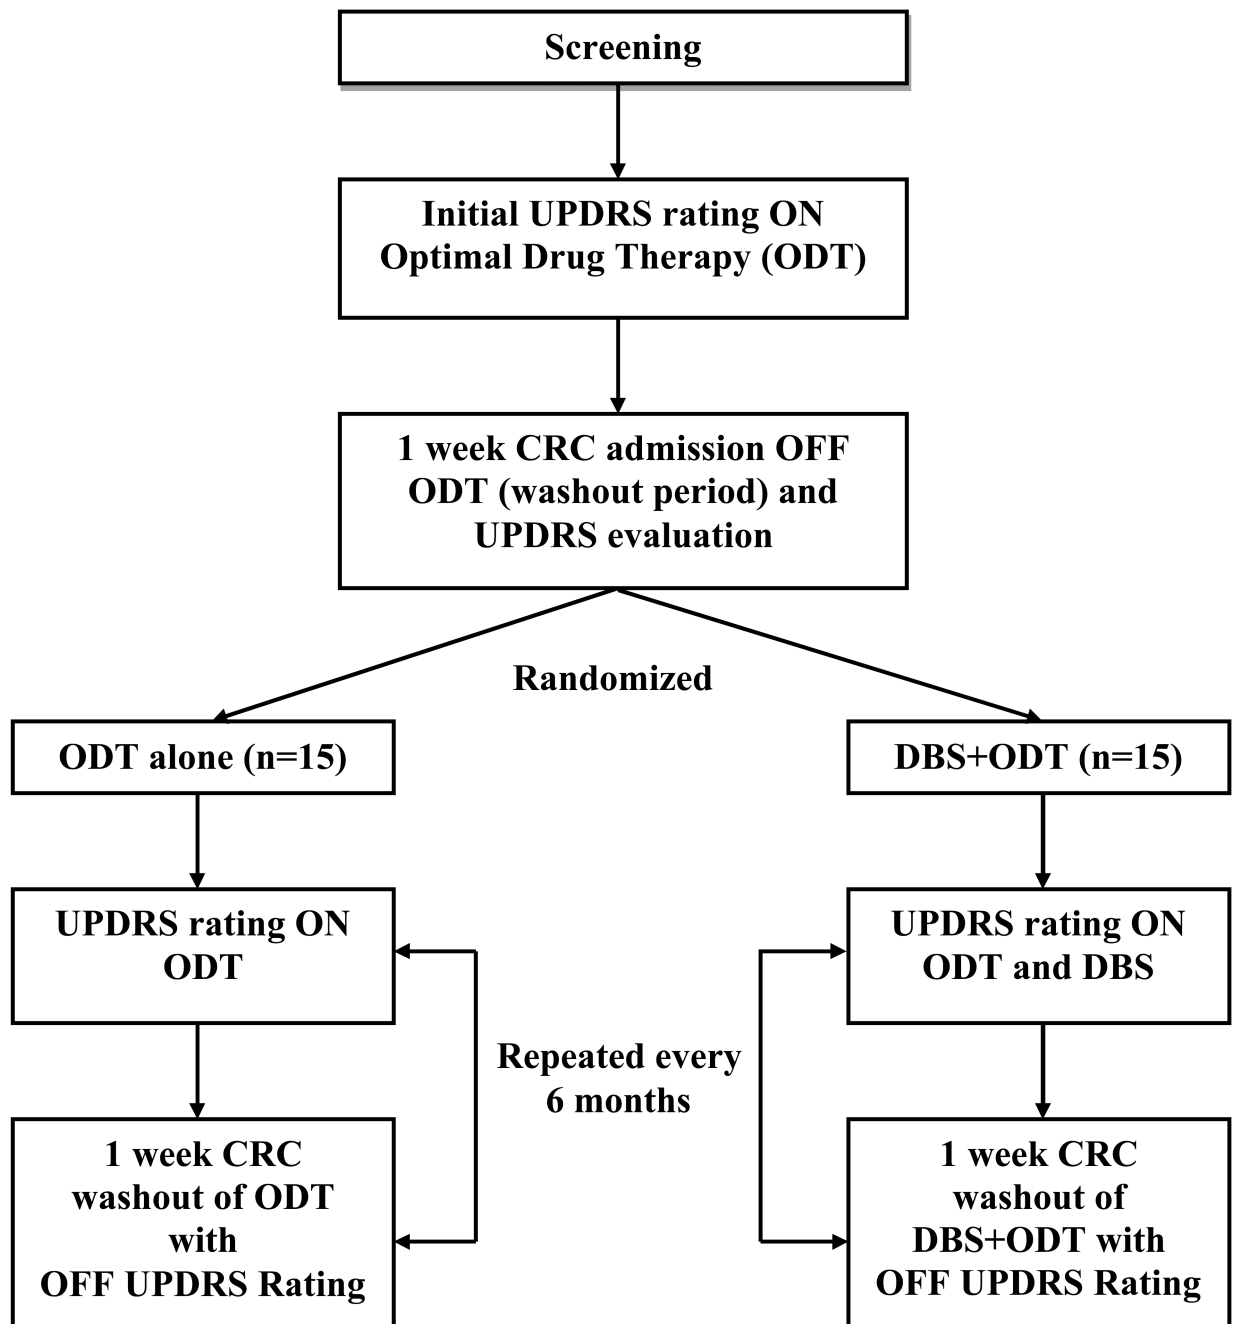 Screening
Initial UPDRS rating ON
Optimal Drug Therapy (ODT)
1 week CRC admission OFF
ODT (washout period) and
UPDRS evaluation
Randomized
ODT alone (n=15)
DBS+ODT (n=15)
UPDRS rating ON
ODT
UPDRS rating ON
ODT and DBS
Repeated every
6 months
1 week CRC
washout of ODT
with
OFF UPDRS Rating
1 week CRC
washout of
DBS+ODT with
OFF UPDRS Rating